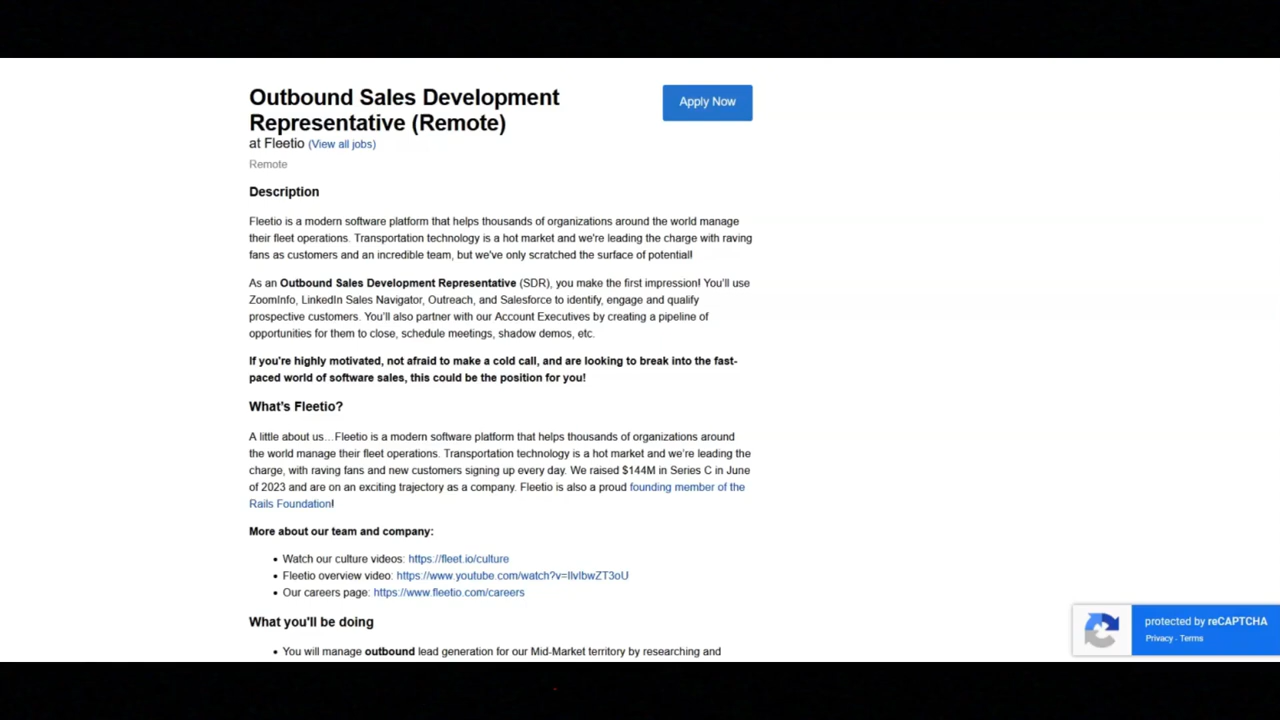 Outbound Sales Development
Representative (Remote)
Apply Now
at Fleetio (View all jobs)
Remote
Description
Fleetio is a modern software platform that helps thousands of organizations around the world manage
their fleet operations. Transportation technology is a hot market and we're leading the charge with raving
fans as customers and an incredible team, but we've only scratched the surface of potential!
As an Outbound Sales Development Representative (SDR), you make the first impression! You'll use
ZoomInfo, LinkedIn Sales Navigator, Outreach, and Salesforce to identify, engage and qualify
prospective customers. You'll also partner with our Account Executives by creating a pipeline of
opportunities for them to close, schedule meetings, shadow demos, etc.
If you're highly motivated, not afraid to make a cold call, and are looking to break into the fast-
paced world of software sales, this could be the position for you!
What's Fleetio?
A little about us…Fleetio is a modern software platform that helps thousands of organizations around
the world manage their fleet operations. Transportation technology is a hot market and we're leading the
charge, with raving fans and new customers signing up every day. We raised $144M in Series C in June
of 2023 and are on an exciting trajectory as a company. Fleetio is also a proud founding member of the
Rails Foundation!
More about our team and company:
• Watch our culture videos: https://fleet.io/culture
• Fleetio overview video: https://www.youtube.com/watch?v=IlvIbwZT3oU
• Our careers page: https://www.fleetio.com/careers
What you'll be doing
• You will manage outbound lead generation for our Mid-Market territory by researching and
protected by reCAPTCHA
Privacy - Terms